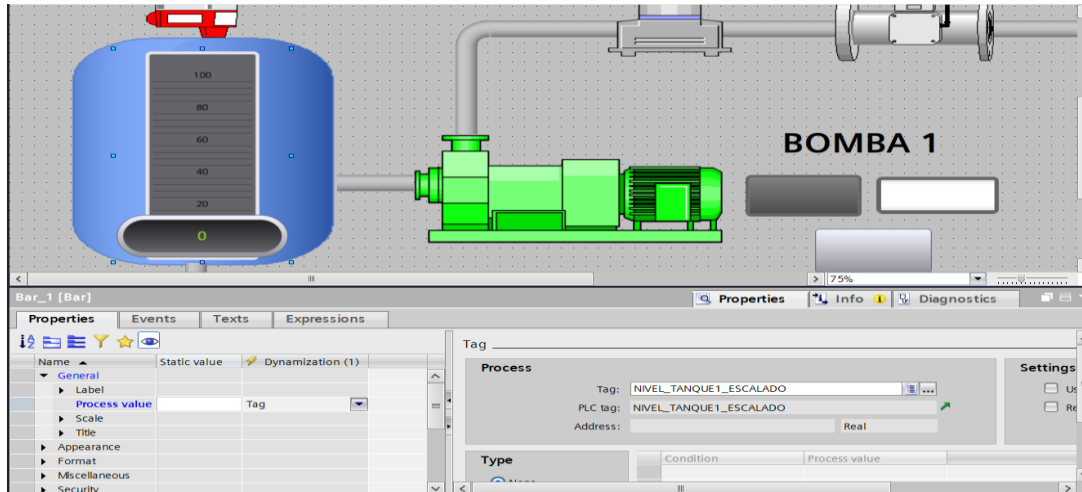 100
80
60
40
20
0
BOMBA 1
75%
Bar_1 [Bar]
Properties Info Diagnostics
Properties Events Texts Expressions
Name Static value Dynamization (1)
General
Label
Process value Tag
Scale
Title
Appearance
Format
Miscellaneous
Security
Tag
Process
Tag: NIVEL_TANQUE1_ESCALADO
PLC tag: NIVEL_TANQUE1_ESCALADO
Address: Real
Settings
Us
Re
Type
Condition Process value